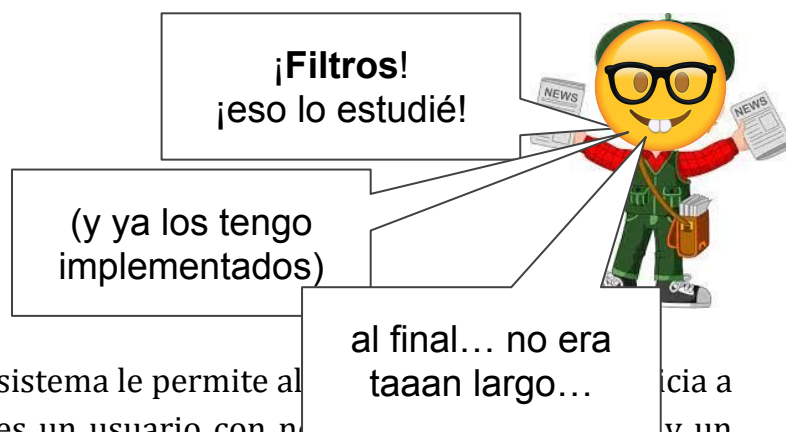 ¡Filtros!
¡eso lo estudié!
NEWS
NEWS
(y ya los tengo
implementados)
al final… no era
taaan largo…
sistema le permite al
a
es un usuario con
y un